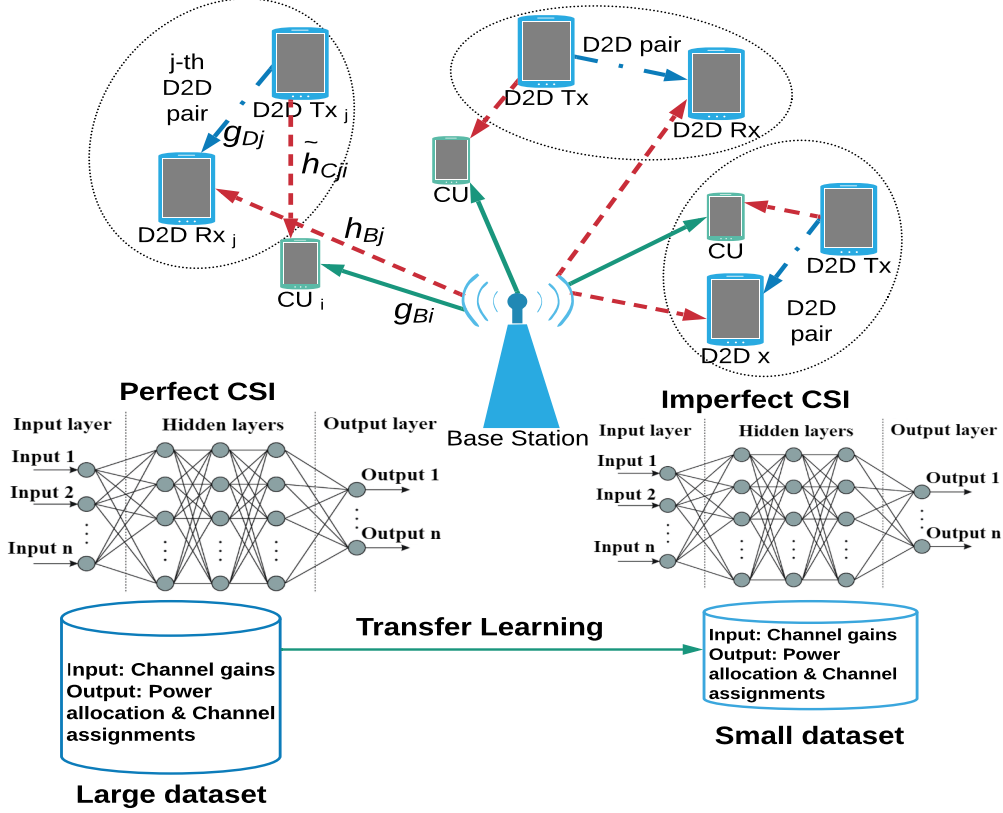 j-th
D2D
pair
D2D Tx j
gDj
h̃Cji
D2D Rx j
hBj
CU i
gBi
D2D pair
D2D Tx
D2D Rx
CU
CU
D2D Tx
D2D
pair
D2D x
Base Station
Perfect CSI
Input layer
Hidden layers
Output layer
Input 1
Input 2
Input n
Output 1
Output n
Imperfect CSI
Input layer
Hidden layers
Output layer
Input 1
Input 2
Input n
Output 1
Output n
Transfer Learning
Input: Channel gains
Output: Power
allocation & Channel
assignments
Large dataset
Input: Channel gains
Output: Power
allocation & Channel
assignments
Small dataset